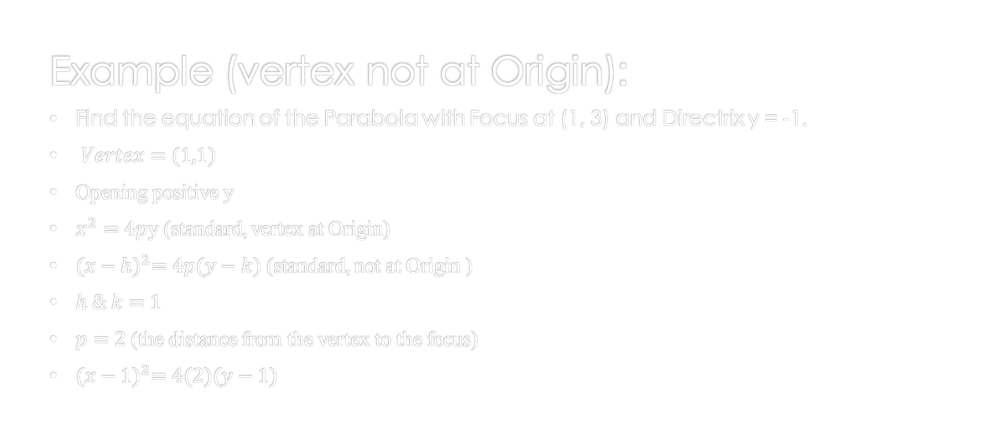 Example (vertex not at Origin):
• Find the equation of the Parabola with Focus at (1, 3) and Directrix y = -1.
• Vertex = (1,1)
• Opening positive y
• x² = 4py (standard, vertex at Origin)
• (x − h)²= 4p(y − k) (standard, not at Origin )
• h & k = 1
• p = 2 (the distance from the vertex to the focus)
• (x − 1)²= 4(2)(y − 1)